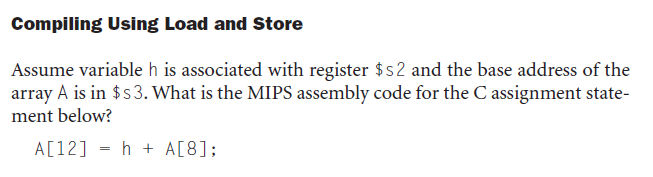 Compiling Using Load and Store
Assume variable h is associated with register $s2 and the base address of the
array A is in $s3. What is the MIPS assembly code for the C assignment state-
ment below?
A[12] = h + A[8];